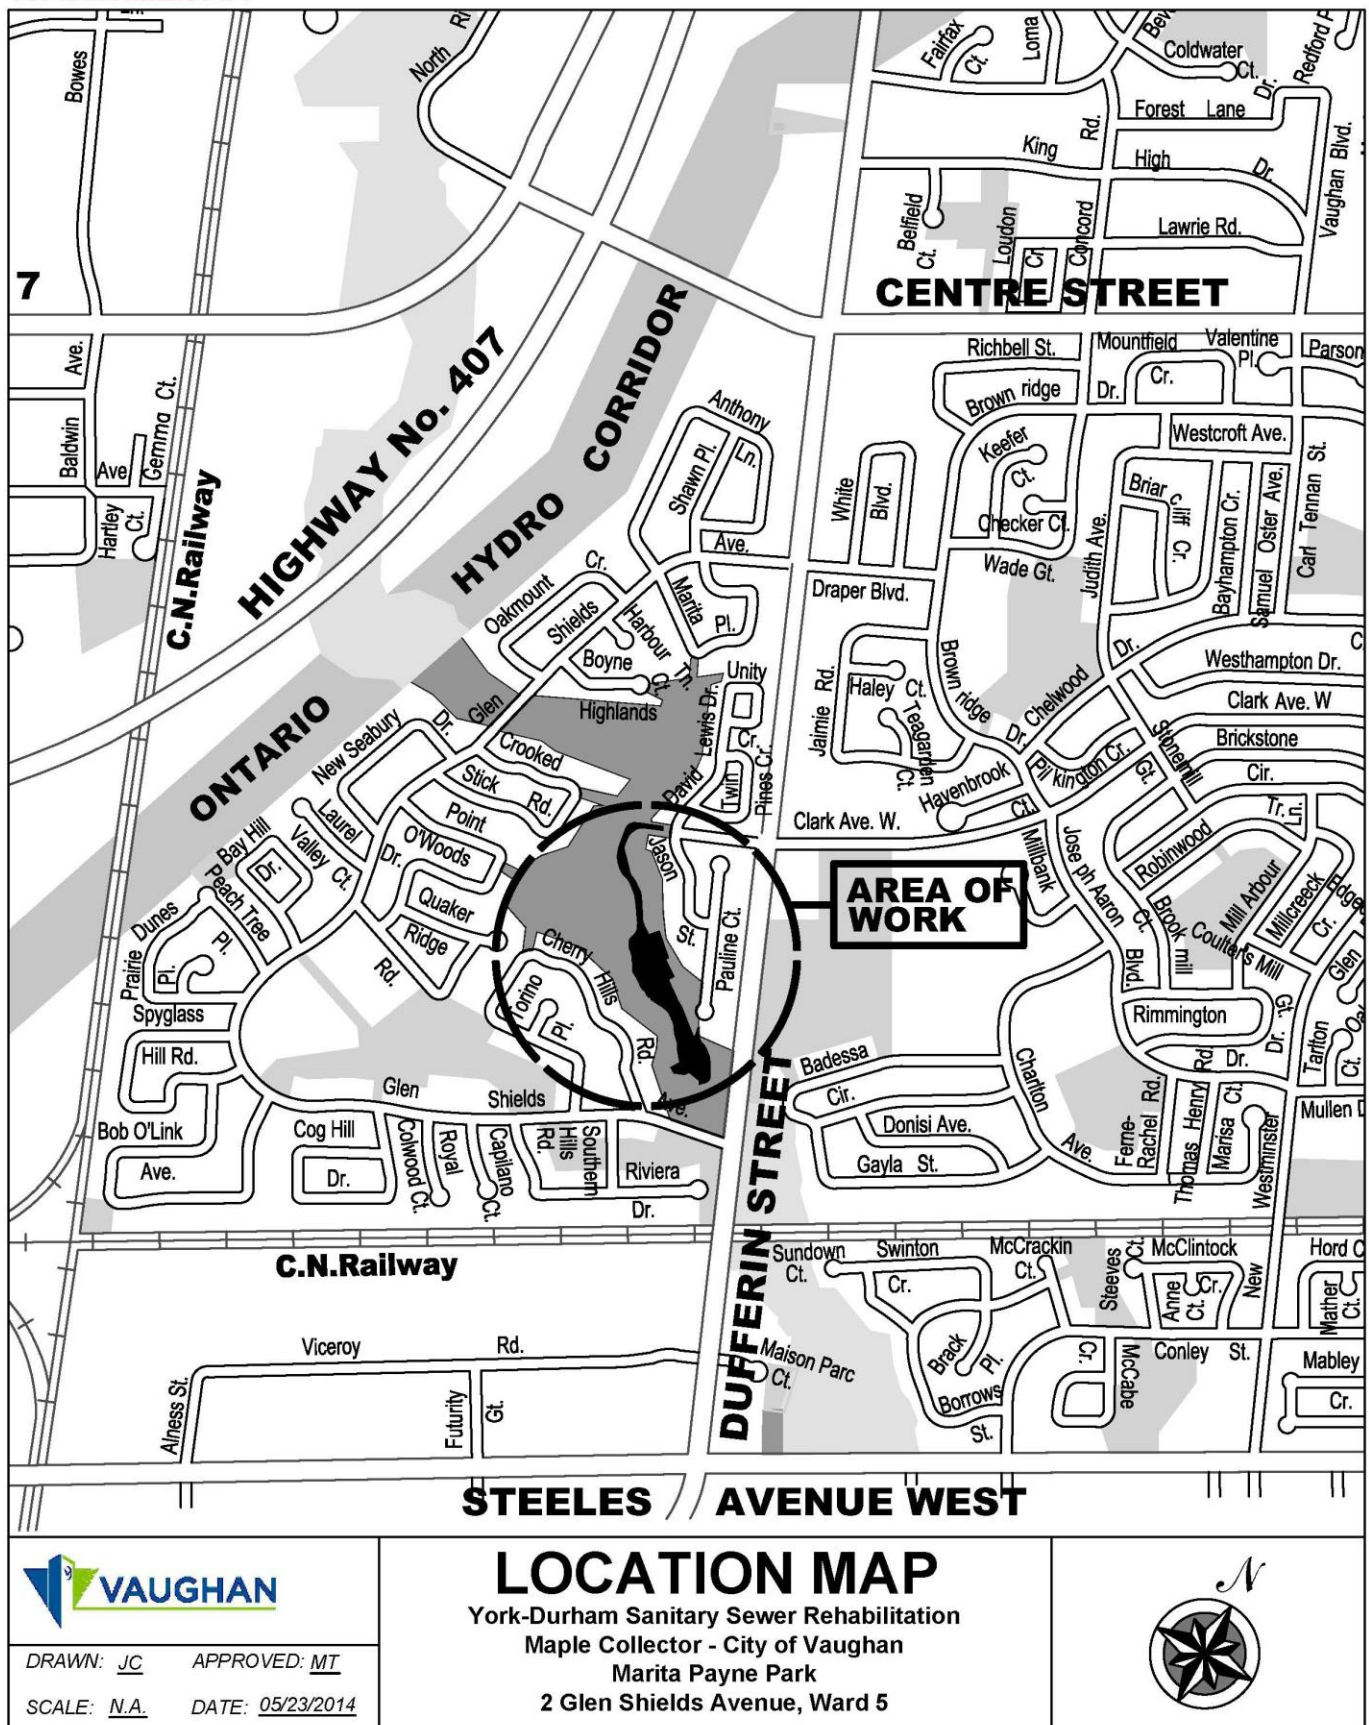 North
Bowes
Fairfax
Ct.
Loma
Coldwater
Ct.
Redford
Dr.
Forest Lane
Rd.
King
High
Dr.
Vaughan Blvd.
Belfield
Ct.
Loudon
Cr.
Concord
Lawrie Rd.
7
CENTRE STREET
Ave.
Gemma Ct.
Baldwin
Ave
Hartley
Ct.
C.N.Railway
HIGHWAY No. 407
ONTARIO HYDRO CORRIDOR
Richbell St.
Mountfield
Cr.
Valentine
Pl.
Parson
Brown ridge
Dr.
Anthony
Ln.
Shawn Pl.
Ave.
White
Blvd.
Keefer
Ct.
Checker Ct.
Wade Gt.
Judith Ave.
Westcroft Ave.
Briar cliff Cr.
Bayhampton Cr.
Samuel Oster Ave.
Carl Tennan St.
Oakmount
Cr.
Shields
Harbour
Tn.
Marita
Pl.
Draper Blvd.
Boyne
Ct.
Highlands
Glen
Dr.
New Seabury
Unity
Lewis Dr.
David
Cr.
Twin
Pines Cr.
Jaimie Rd.
Haley Ct.
Teagarden
Ct.
Brown ridge
Dr.
Chelwood
Dr.
Havenbrook
Ct.
Pil kington Cr.
Gt.
Stonemill
Westhampton Dr.
Clark Ave. W
Brickstone
Cir.
Crooked
Stick
Rd.
Point
O'Woods
Dr.
Quaker
Ridge
Rd.
Laurel
Valley Ct.
Bay Hill
Dr.
Peach Tree
Pl.
Prairie
Dunes
Pl.
Spyglass
Hill Rd.
Clark Ave. W.
Jason
St.
Pauline Ct.
AREA OF
WORK
Millbank
Ct.
Jose ph Aaron
Blvd.
Robinwood
Tr.
Ln.
Brook mill
Ct.
Mill Arbour
Millcreeck
Cr.
Coulter's Mill
Gt.
Glen
Rimmington
Dr.
Dr.
Tarlton
Ct.
Mullen
Cherry
Hills
Rd.
Torino
Pl.
Glen
Shields
Ave.
Bob O'Link
Ave.
Cog Hill
Dr.
Colwood Ct.
Royal
Capilano
Ct.
Hills
Rd.
Southern
Riviera
Dr.
DUFFERIN STREET
Badessa
Cir.
Donisi Ave.
Gayla St.
Charlton
Ave.
Ferne-
Rachel Rd.
Thomas Henry Rd.
Marisa Ct.
New
Westminster
C.N.Railway
Sundown
Ct.
Swinton
Cr.
McCrackin
Ct.
Steeves
Ct.
McClintock
Cr.
Anne
Ct.
Hord
Mather
Ct.
Viceroy
Rd.
Alness St.
Futurity
Gt.
Maison Parc
Ct.
Brack
Pl.
Borrows
St.
Cr.
McCabe
Conley St.
Mabley
Cr.
STEELES AVENUE WEST
VAUGHAN
DRAWN: JC APPROVED: MT
SCALE: N.A. DATE: 05/23/2014
LOCATION MAP
York-Durham Sanitary Sewer Rehabilitation
Maple Collector - City of Vaughan
Marita Payne Park
2 Glen Shields Avenue, Ward 5
N